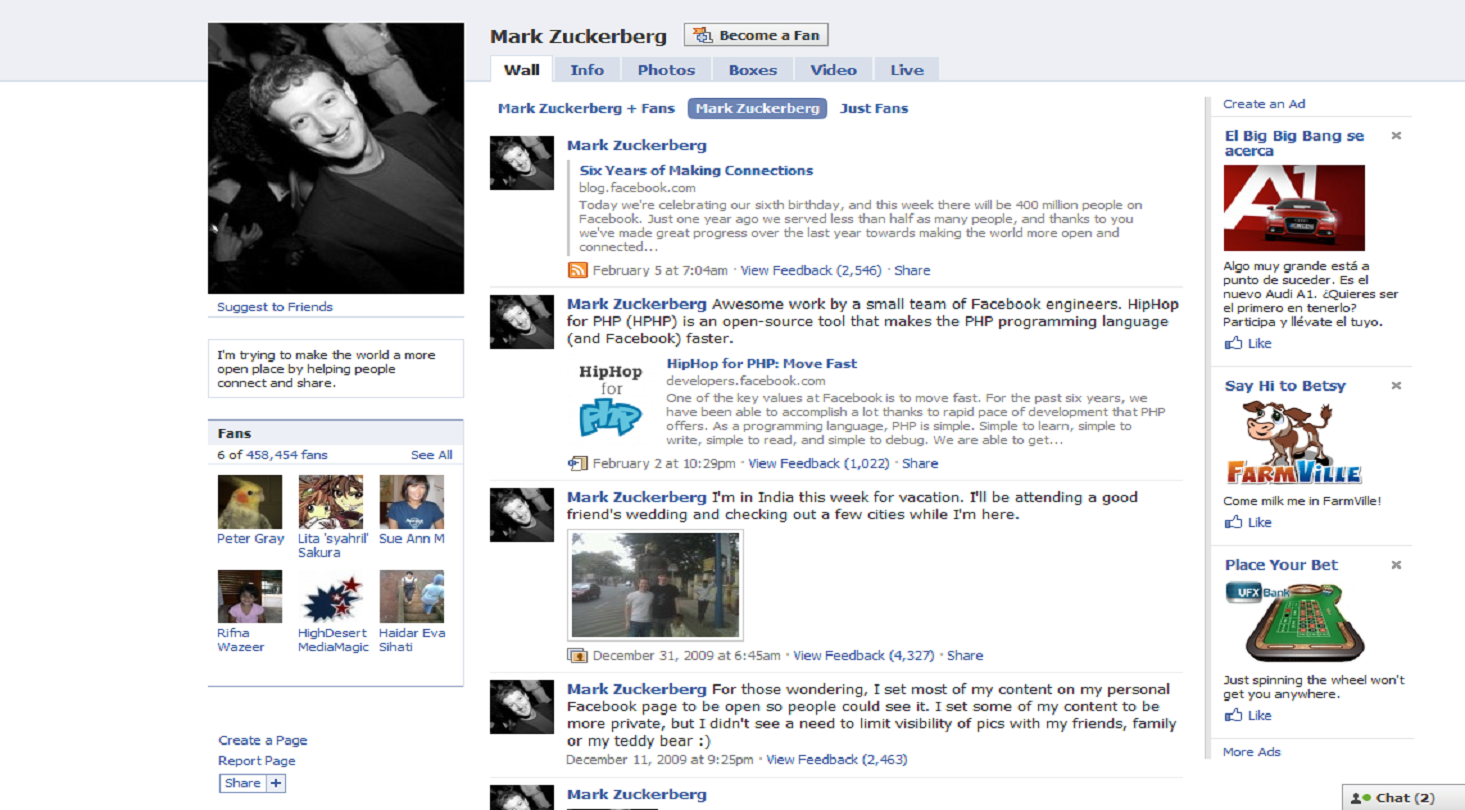 Mark Zuckerberg
Become a Fan
Wall
Info
Photos
Boxes
Video
Live
Mark Zuckerberg + Fans
Mark Zuckerberg
Just Fans
Suggest to Friends
I'm trying to make the world a more
open place by helping people
connect and share.
Fans
6 of 458,454 fans
See All
Peter Gray
Lita 'syahril'
Sakura
Sue Ann M
Rifna
Wazeer
HighDesert
MediaMagic
Haidar Eva
Sihati
Create a Page
Report Page
Share +
Mark Zuckerberg
Six Years of Making Connections
blog.facebook.com
Today we're celebrating our sixth birthday, and this week there will be 400 million people on
Facebook. Just one year ago we served less than half as many people, and thanks to you
we've made great progress over the last year towards making the world more open and
connected...
February 5 at 7:04am · View Feedback (2,546) · Share
Mark Zuckerberg Awesome work by a small team of Facebook engineers. HipHop
for PHP (HPHP) is an open-source tool that makes the PHP programming language
(and Facebook) faster.
HipHop
for
php
HipHop for PHP: Move Fast
developers.facebook.com
One of the key values at Facebook is to move fast. For the past six years, we
have been able to accomplish a lot thanks to rapid pace of development that PHP
offers. As a programming language, PHP is simple. Simple to learn, simple to
write, simple to read, and simple to debug. We are able to get...
February 2 at 10:29pm · View Feedback (1,022) · Share
Mark Zuckerberg I'm in India this week for vacation. I'll be attending a good
friend's wedding and checking out a few cities while I'm here.
December 31, 2009 at 6:45am · View Feedback (4,327) · Share
Mark Zuckerberg For those wondering, I set most of my content on my personal
Facebook page to be open so people could see it. I set some of my content to be
more private, but I didn't see a need to limit visibility of pics with my friends, family
or my teddy bear :)
December 11, 2009 at 9:25pm · View Feedback (2,463)
Mark Zuckerberg
Create an Ad
El Big Big Bang se
acerca
A1
Algo muy grande está a
punto de suceder. Es el
nuevo Audi A1. ¿Quieres ser
el primero en tenerlo?
Participa y llévate el tuyo.
Like
Say Hi to Betsy
FARMVILLE
Come milk me in FarmVille!
Like
Place Your Bet
UFXBank
Just spinning the wheel won't
get you anywhere.
Like
More Ads
Chat (2)